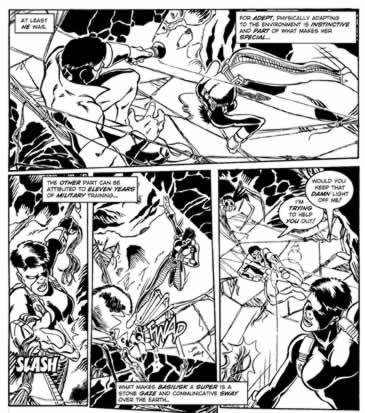 AT LEAST
HE WAS.
FOR ADEPT, PHYSICALLY ADAPTING
TO THE ENVIRONMENT IS INSTINCTIVE
AND PART OF WHAT MAKES HER
SPECIAL...
THE OTHER PART CAN BE
ATTRIBUTED TO ELEVEN YEARS
OF MILITARY TRAINING...
SLASH
WHAT MAKES BASILISK A SUPER IS A
STONE GAZE AND COMMUNICATIVE SWAY
OVER THE EARTH...
WOULD YOU
KEEP THAT
DAMN LIGHT
OFF ME!
I'M
TRYING
TO HELP
YOU OUT!